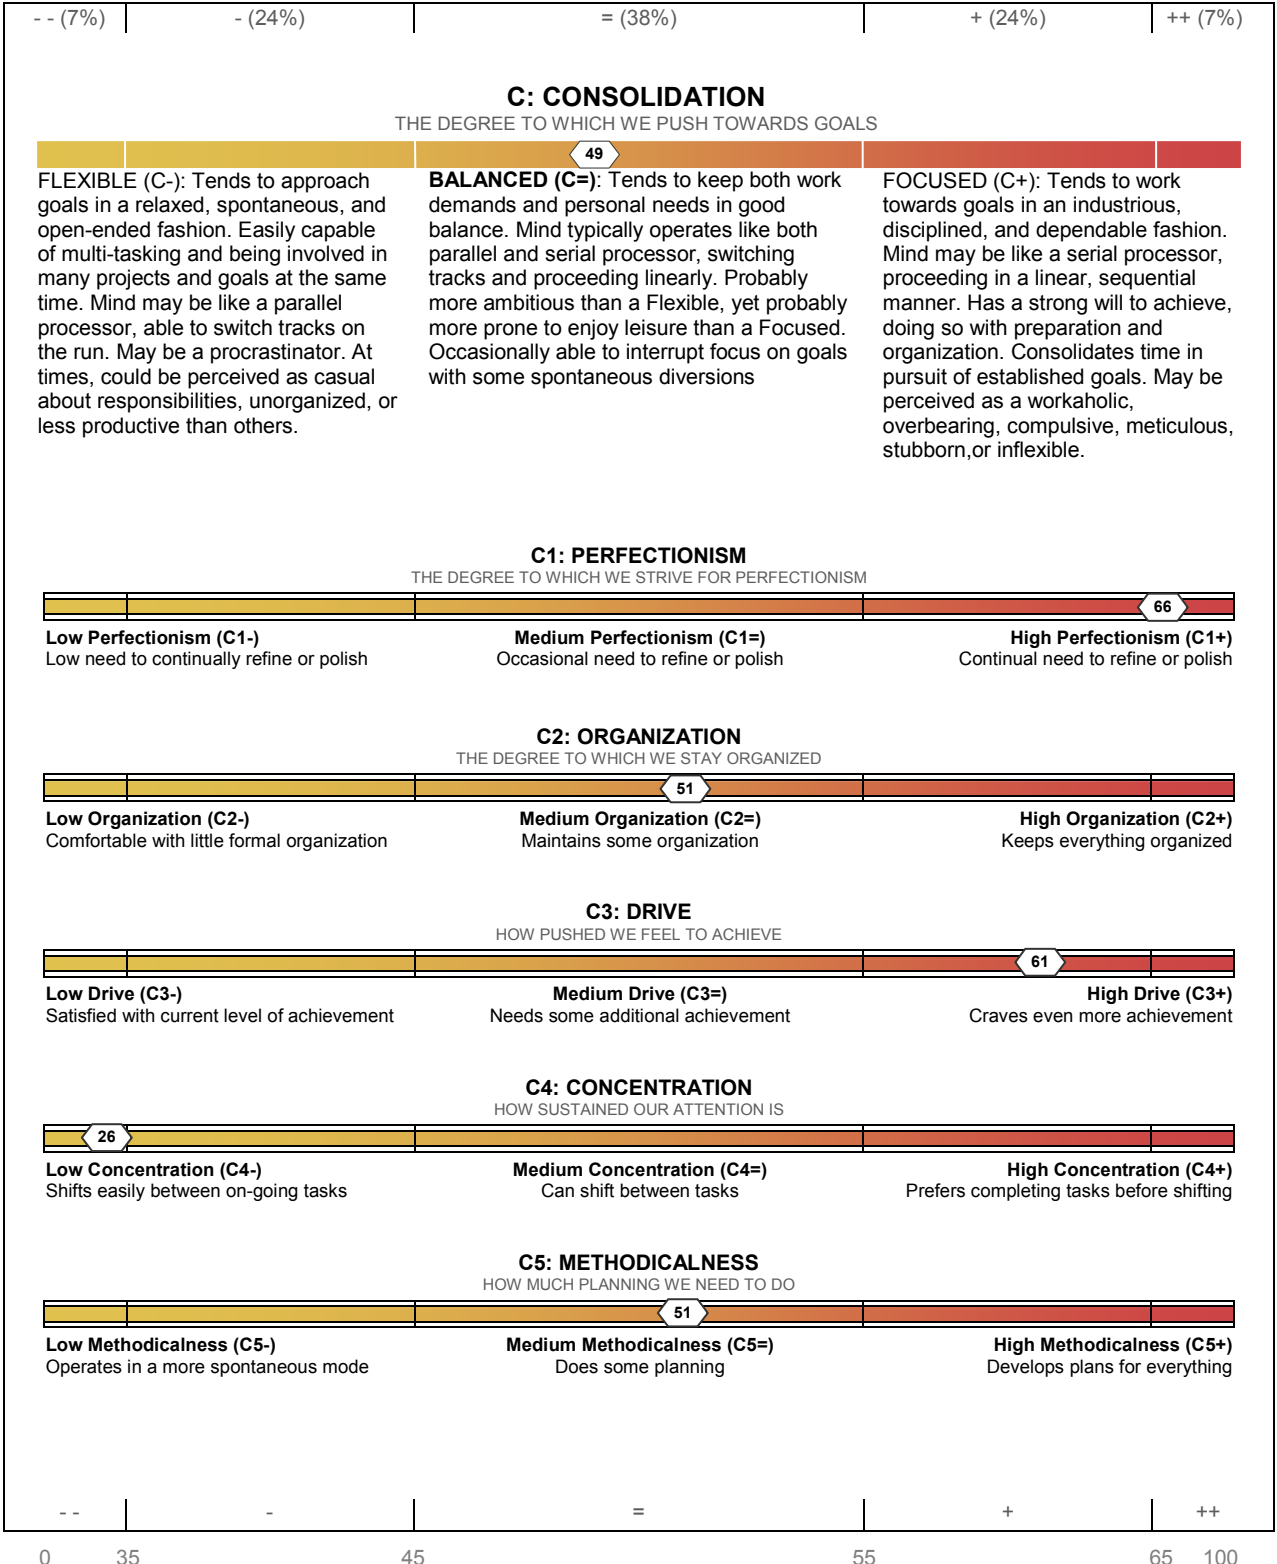 - - (7%)
- (24%)
= (38%)
+ (24%)
++ (7%)
C: CONSOLIDATION
THE DEGREE TO WHICH WE PUSH TOWARDS GOALS
49
FLEXIBLE (C-): Tends to approach
goals in a relaxed, spontaneous, and
open-ended fashion. Easily capable
of multi-tasking and being involved in
many projects and goals at the same
time. Mind may be like a parallel
processor, able to switch tracks on
the run. May be a procrastinator. At
times, could be perceived as casual
about responsibilities, unorganized, or
less productive than others.
BALANCED (C=): Tends to keep both work
demands and personal needs in good
balance. Mind typically operates like both
parallel and serial processor, switching
tracks and proceeding linearly. Probably
more ambitious than a Flexible, yet probably
more prone to enjoy leisure than a Focused.
Occasionally able to interrupt focus on goals
with some spontaneous diversions
FOCUSED (C+): Tends to work
towards goals in an industrious,
disciplined, and dependable fashion.
Mind may be like a serial processor,
proceeding in a linear, sequential
manner. Has a strong will to achieve,
doing so with preparation and
organization. Consolidates time in
pursuit of established goals. May be
perceived as a workaholic,
overbearing, compulsive, meticulous,
stubborn,or inflexible.
C1: PERFECTIONISM
THE DEGREE TO WHICH WE STRIVE FOR PERFECTIONISM
66
Low Perfectionism (C1-)
Low need to continually refine or polish
Medium Perfectionism (C1=)
Occasional need to refine or polish
High Perfectionism (C1+)
Continual need to refine or polish
C2: ORGANIZATION
THE DEGREE TO WHICH WE STAY ORGANIZED
51
Low Organization (C2-)
Comfortable with little formal organization
Medium Organization (C2=)
Maintains some organization
High Organization (C2+)
Keeps everything organized
C3: DRIVE
HOW PUSHED WE FEEL TO ACHIEVE
61
Low Drive (C3-)
Satisfied with current level of achievement
Medium Drive (C3=)
Needs some additional achievement
High Drive (C3+)
Craves even more achievement
C4: CONCENTRATION
HOW SUSTAINED OUR ATTENTION IS
26
Low Concentration (C4-)
Shifts easily between on-going tasks
Medium Concentration (C4=)
Can shift between tasks
High Concentration (C4+)
Prefers completing tasks before shifting
C5: METHODICALNESS
HOW MUCH PLANNING WE NEED TO DO
51
Low Methodicalness (C5-)
Operates in a more spontaneous mode
Medium Methodicalness (C5=)
Does some planning
High Methodicalness (C5+)
Develops plans for everything
- -
-
=
+
++
0
35
45
55
65
100